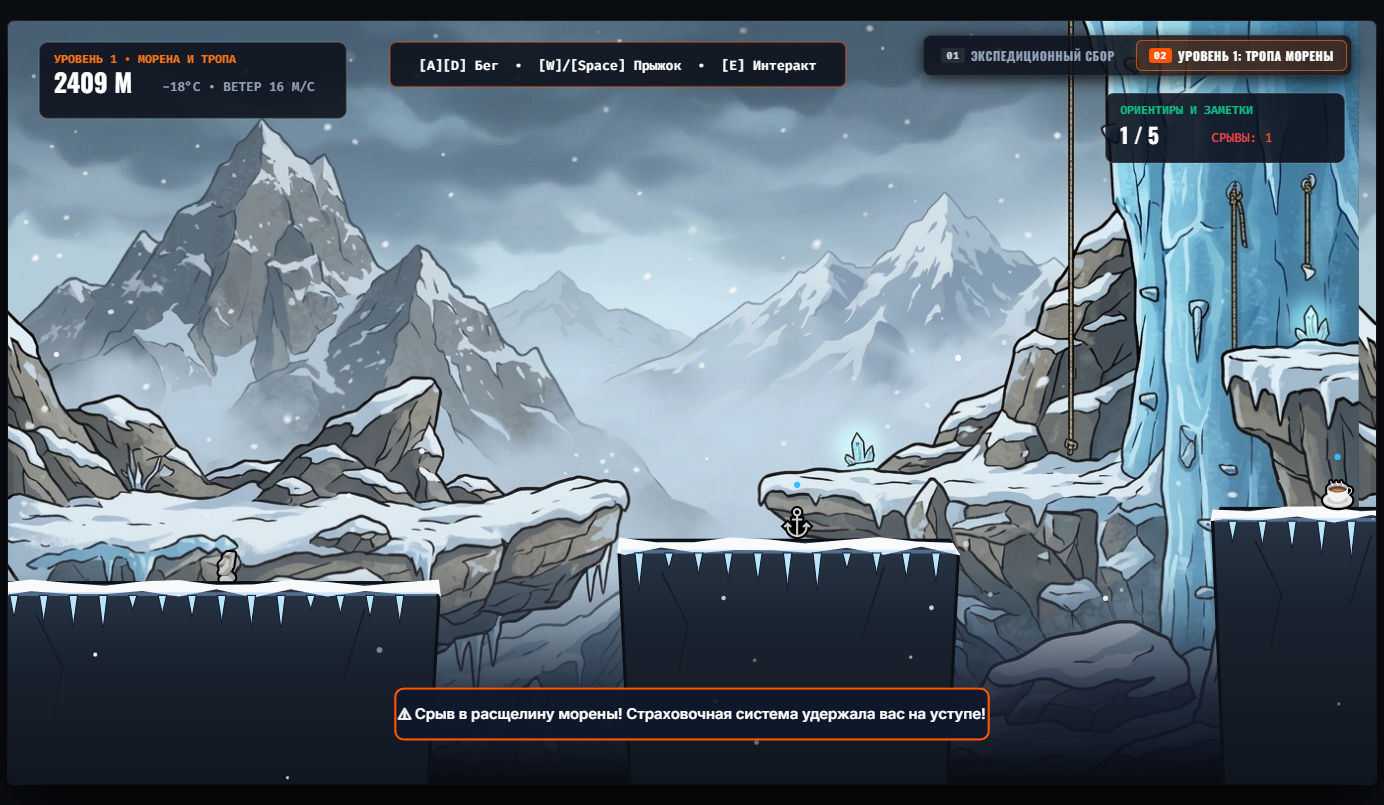 УРОВЕНЬ 1 • МОРЕНА И ТРОПА
2409 М
-18°C • ВЕТЕР 16 М/С
[A][D] Бег • [W]/[Space] Прыжок • [E] Интеракт
01 ЭКСПЕДИЦИОННЫЙ СБОР
02 УРОВЕНЬ 1: ТРОПА МОРЕНЫ
ОРИЕНТИРЫ И ЗАМЕТКИ
1 / 5
СРЫВЫ: 1
⚠ Срыв в расщелину морены! Страховочная система удержала вас на уступе!